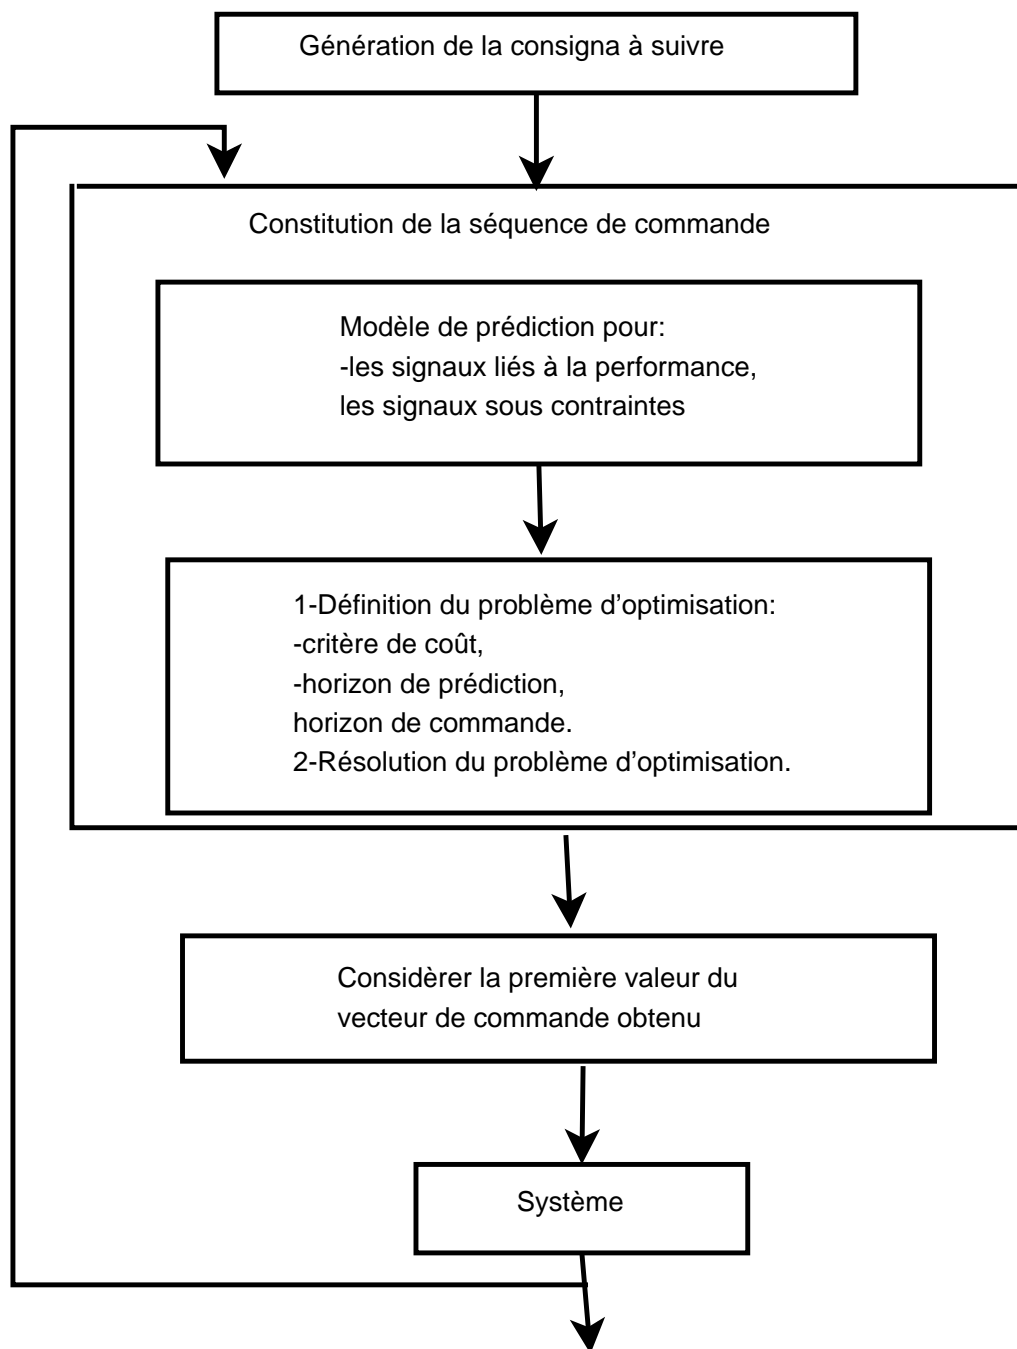 Génération de la consigna à suivre
Constitution de la séquence de commande
Modèle de prédiction pour:
-les signaux liés à la performance,
les signaux sous contraintes
1-Définition du problème d’optimisation:
-critère de coût,
-horizon de prédiction,
horizon de commande.
2-Résolution du problème d’optimisation.
Considèrer la première valeur du
vecteur de commande obtenu
Système